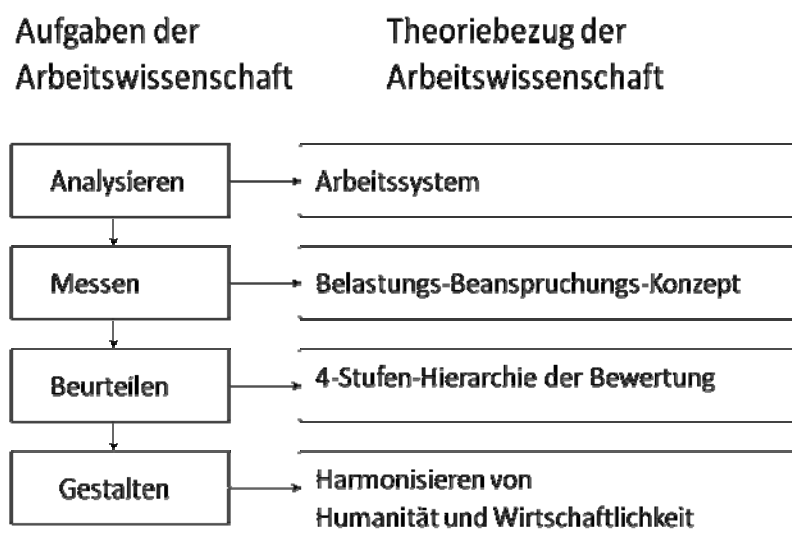 Aufgaben der
Arbeitswissenschaft
Theoriebezug der
Arbeitswissenschaft
Analysieren
Arbeitssystem
Messen
Belastungs-Beanspruchungs-Konzept
Beurteilen
4-Stufen-Hierarchie der Bewertung
Gestalten
Harmonisieren von
Humanität und Wirtschaftlichkeit